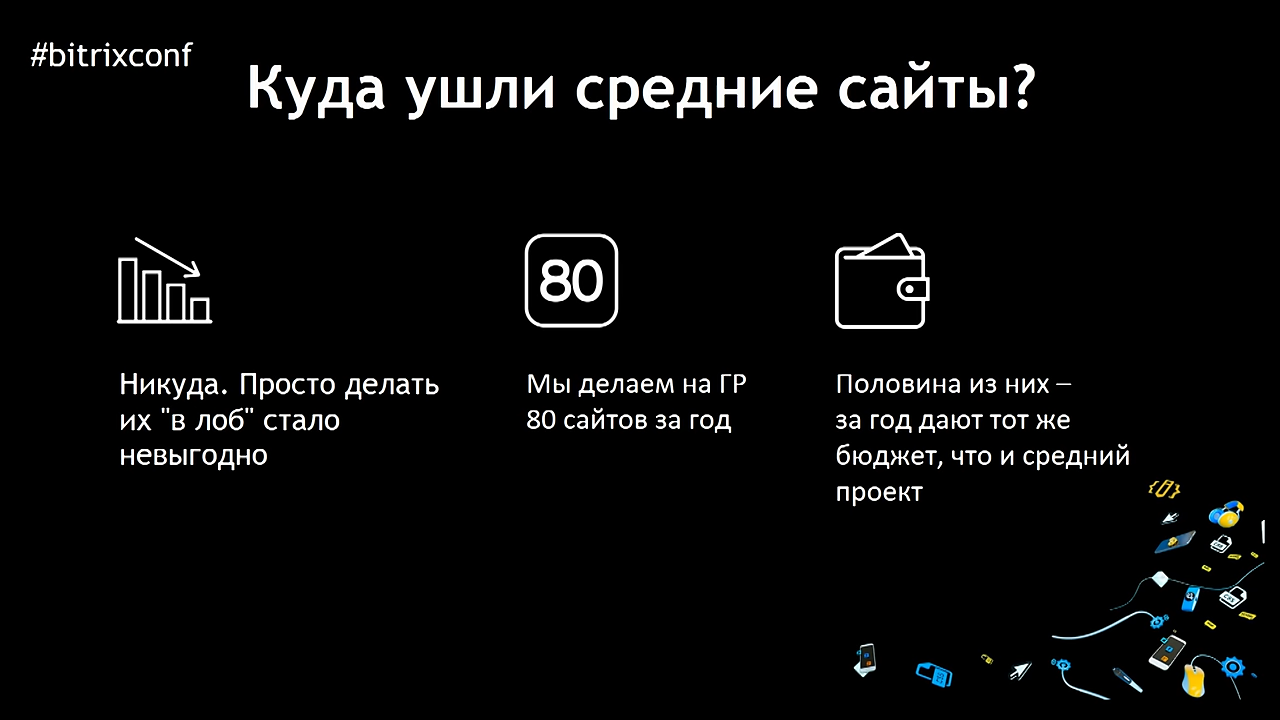 #bitrixconf
Куда ушли средние сайты?
80
Никуда. Просто делать
их "в лоб" стало
невыгодно
Мы делаем на ГР
80 сайтов за год
Половина из них –
за год дают тот же
бюджет, что и средний
проект